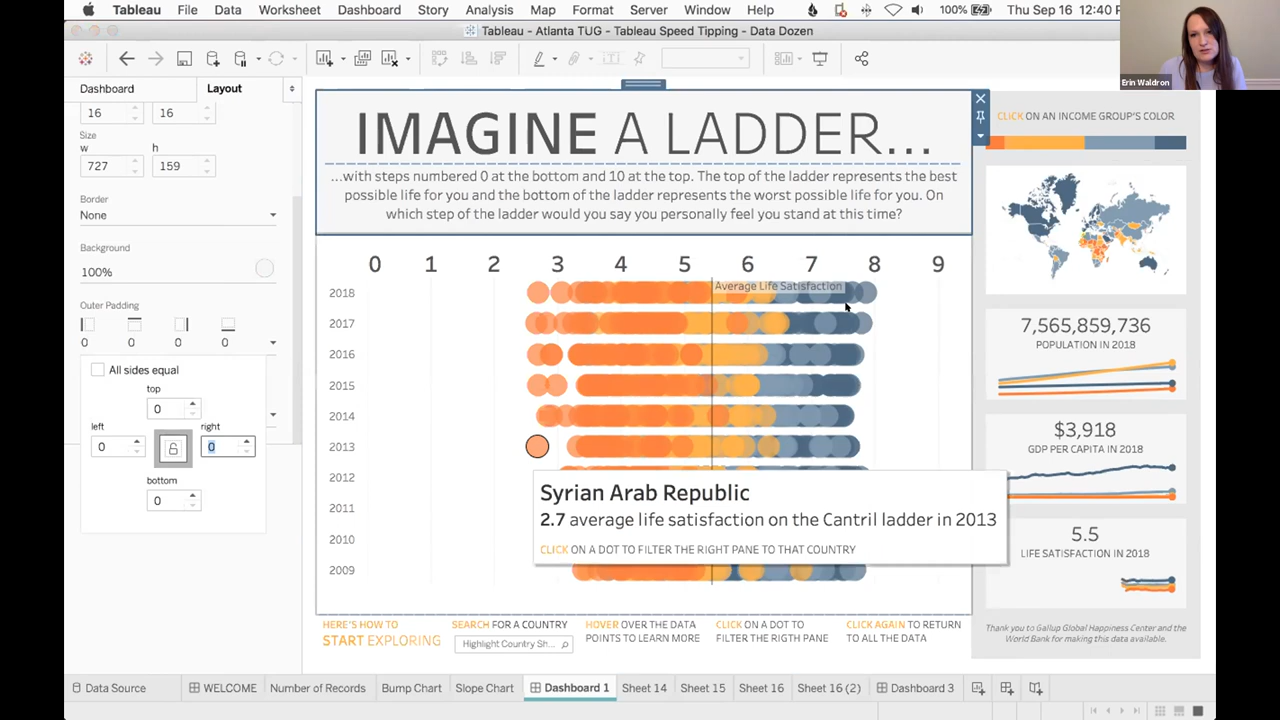 Tableau File Data Worksheet Dashboard Story Analysis Map Format Server Window Help 100% Thu Sep 16 12:40 P
Tableau - Atlanta TUG - Tableau Speed Tipping - Data Dozen
Erin Waldron
Dashboard Layout
16 16
Size
w h
727 159
Border
None
Background
100%
Outer Padding
0 0 0 0
All sides equal
top
0
left right
0 0
bottom
0
IMAGINE A LADDER...
...with steps numbered 0 at the bottom and 10 at the top. The top of the ladder represents the best
possible life for you and the bottom of the ladder represents the worst possible life for you. On
which step of the ladder would you say you personally feel you stand at this time?
0 1 2 3 4 5 6 7 8 9
Average Life Satisfaction
2018
2017
2016
2015
2014
2013
2012
2011
2010
2009
Syrian Arab Republic
2.7 average life satisfaction on the Cantril ladder in 2013
CLICK ON A DOT TO FILTER THE RIGHT PANE TO THAT COUNTRY
CLICK ON AN INCOME GROUP'S COLOR
7,565,859,736
POPULATION IN 2018
$3,918
GDP PER CAPITA IN 2018
5.5
LIFE SATISFACTION IN 2018
Thank you to Gallup Global Happiness Center and the
World Bank for making this data available.
HERE'S HOW TO
START EXPLORING
SEARCH FOR A COUNTRY
Highlight Country Sh...
HOVER OVER THE DATA
POINTS TO LEARN MORE
CLICK ON A DOT TO
FILTER THE RIGTH PANE
CLICK AGAIN TO RETURN
TO ALL THE DATA
Data Source WELCOME Number of Records Bump Chart Slope Chart Dashboard 1 Sheet 14 Sheet 15 Sheet 16 Sheet 16 (2) Dashboard 3